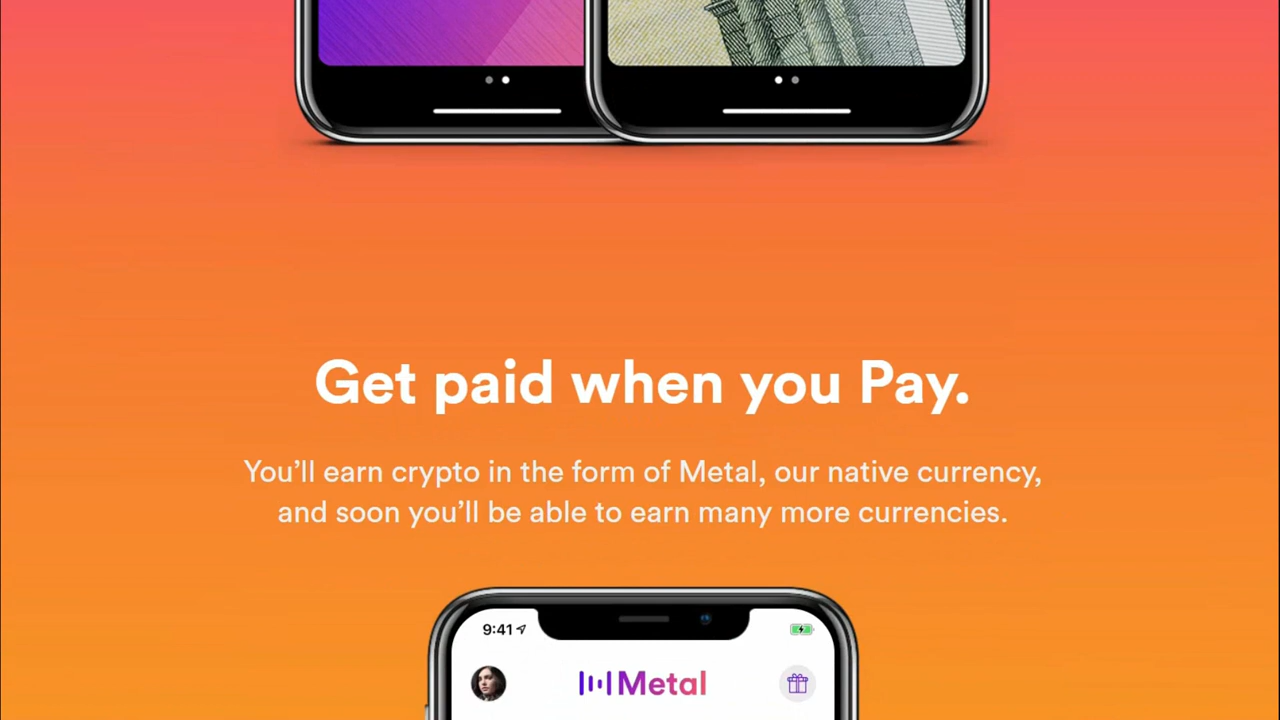 Get paid when you Pay.
You’ll earn crypto in the form of Metal, our native currency,
and soon you’ll be able to earn many more currencies.
9:41
Metal